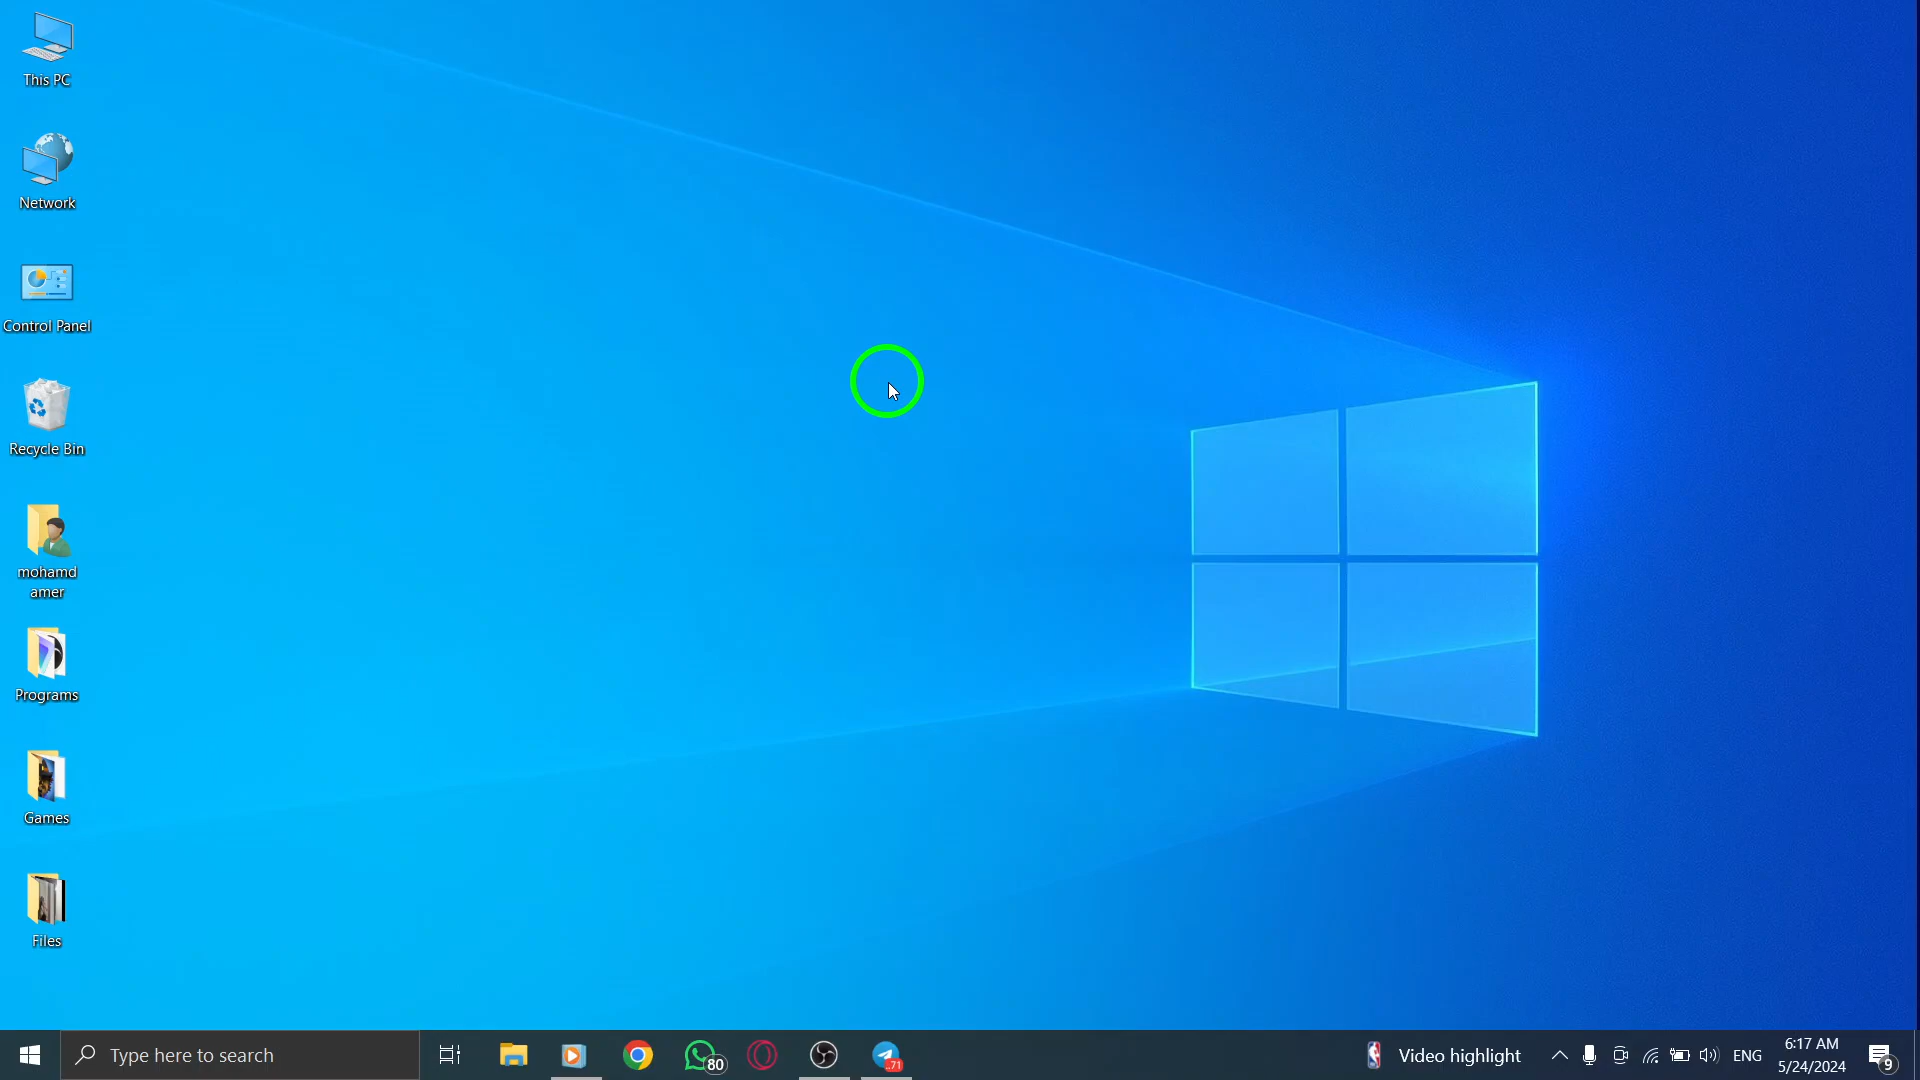 This PC
Network
Control Panel
Recycle Bin
mohamd
amer
Programs
Games
Files
Type here to search
80
71
Video highlight
ENG
6:17 AM
5/24/2024
9